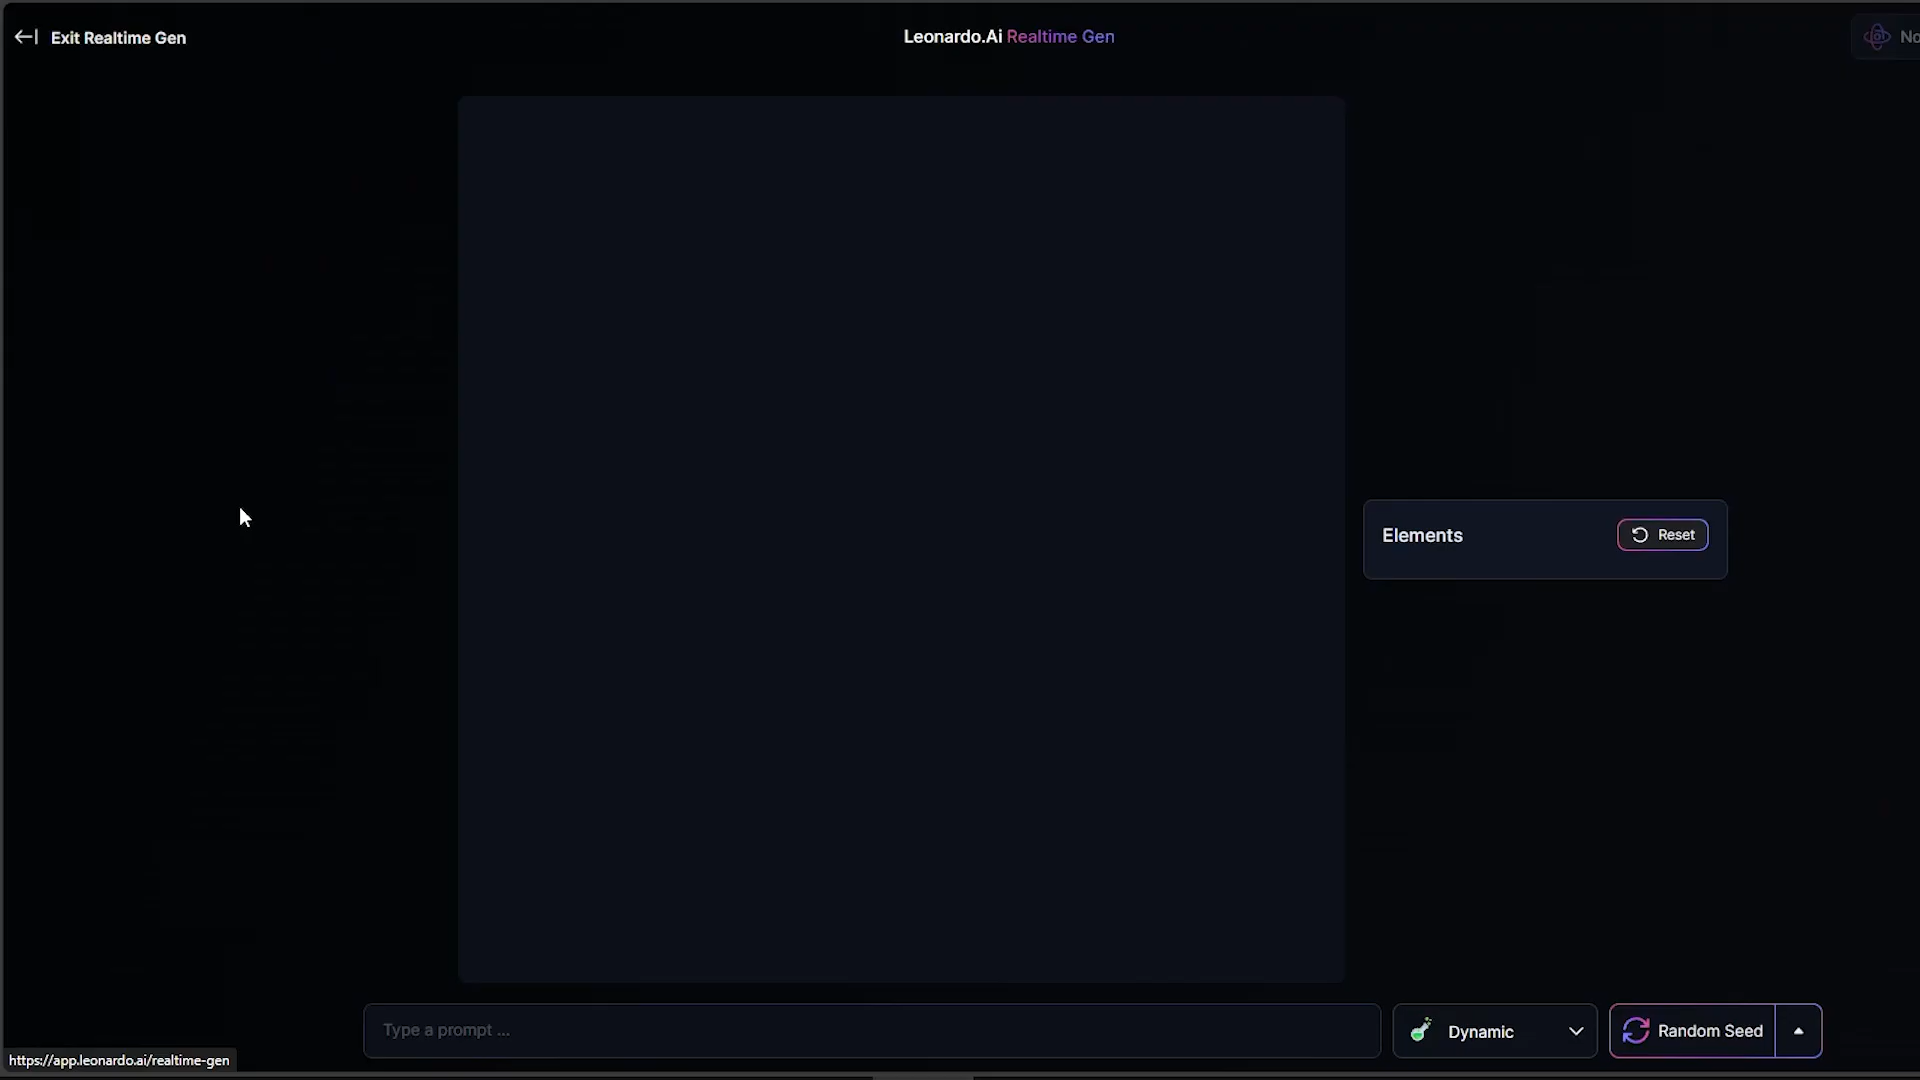 Exit Realtime Gen
Leonardo.Ai Realtime Gen
No
Elements
Reset
Type a prompt ...
Dynamic
Random Seed
https://app.leonardo.ai/realtime-gen